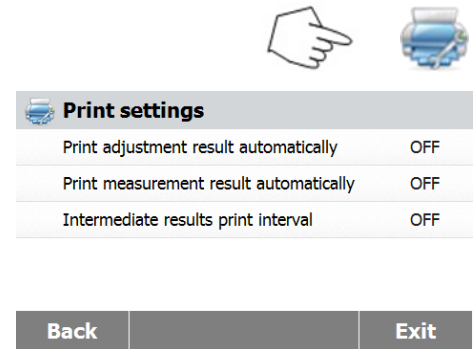 Print settings
Print adjustment result automatically OFF
Print measurement result automatically OFF
Intermediate results print interval OFF
Back Exit